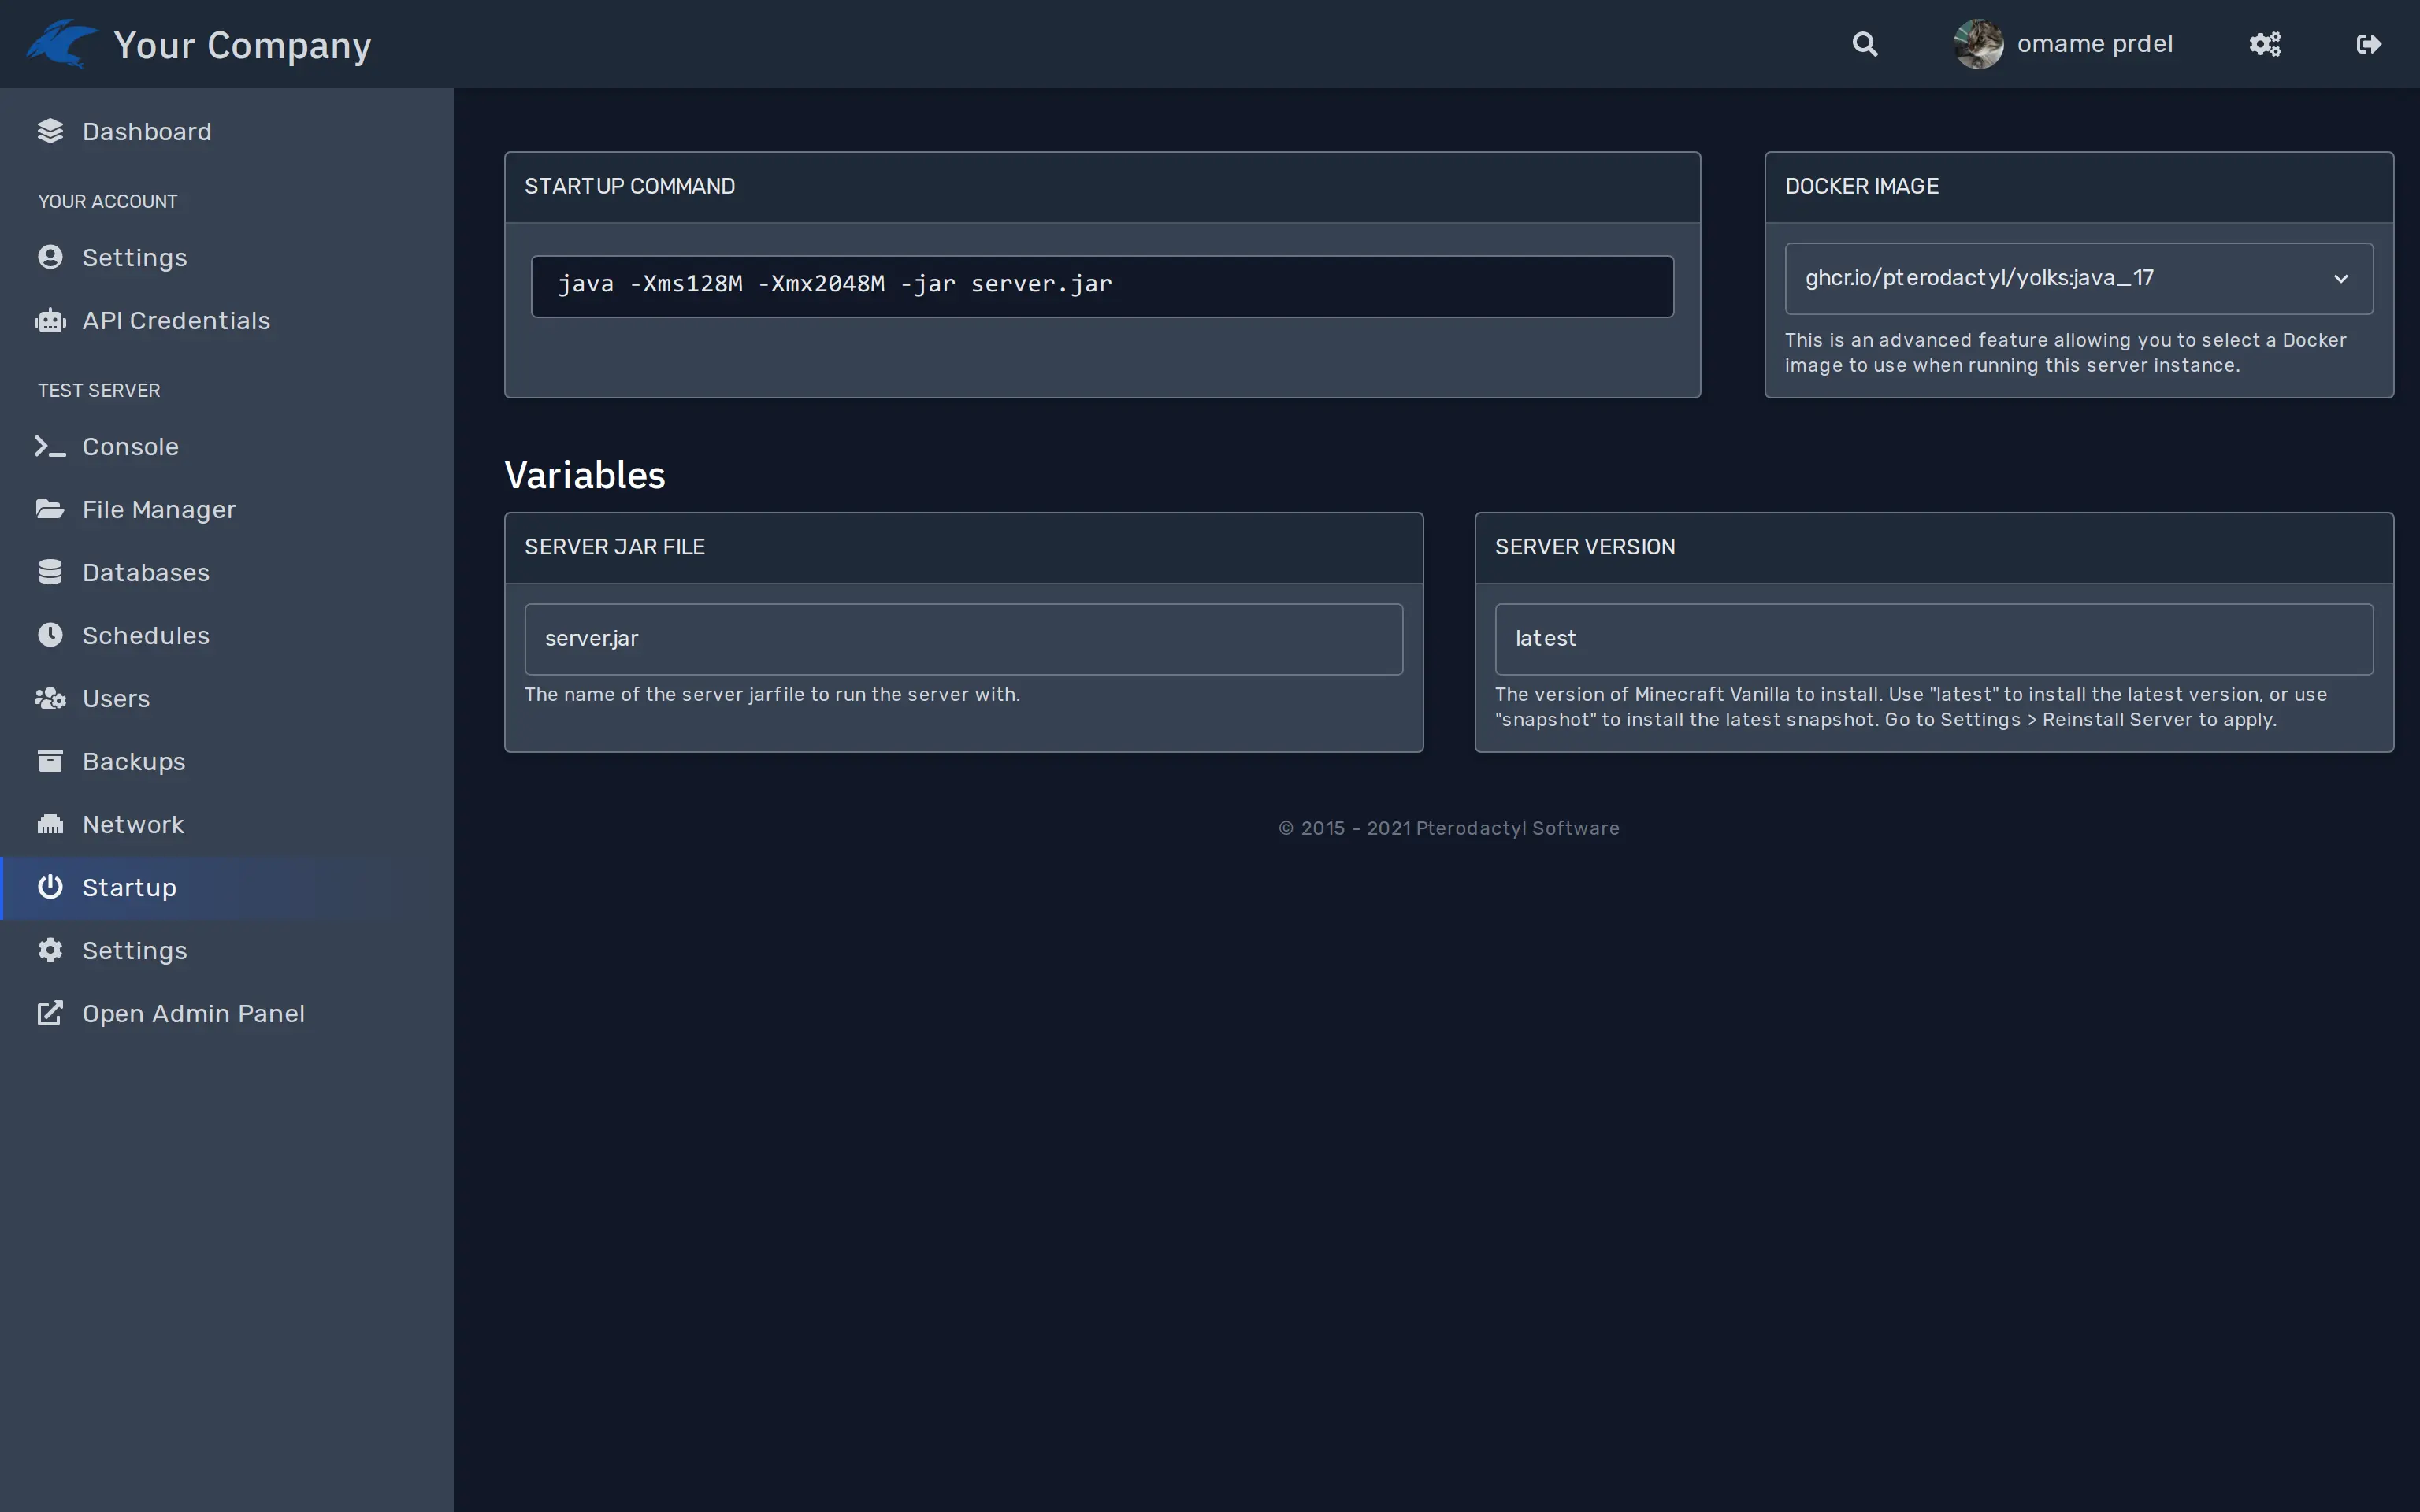 Your Company
omame prdel
Dashboard
YOUR ACCOUNT
Settings
API Credentials
TEST SERVER
Console
File Manager
Databases
Schedules
Users
Backups
Network
Startup
Settings
Open Admin Panel
STARTUP COMMAND
java -Xms128M -Xmx2048M -jar server.jar
DOCKER IMAGE
ghcr.io/pterodactyl/yolks:java_17
This is an advanced feature allowing you to select a Docker
image to use when running this server instance.
Variables
SERVER JAR FILE
server.jar
The name of the server jarfile to run the server with.
SERVER VERSION
latest
The version of Minecraft Vanilla to install. Use "latest" to install the latest version, or use
"snapshot" to install the latest snapshot. Go to Settings > Reinstall Server to apply.
© 2015 - 2021 Pterodactyl Software